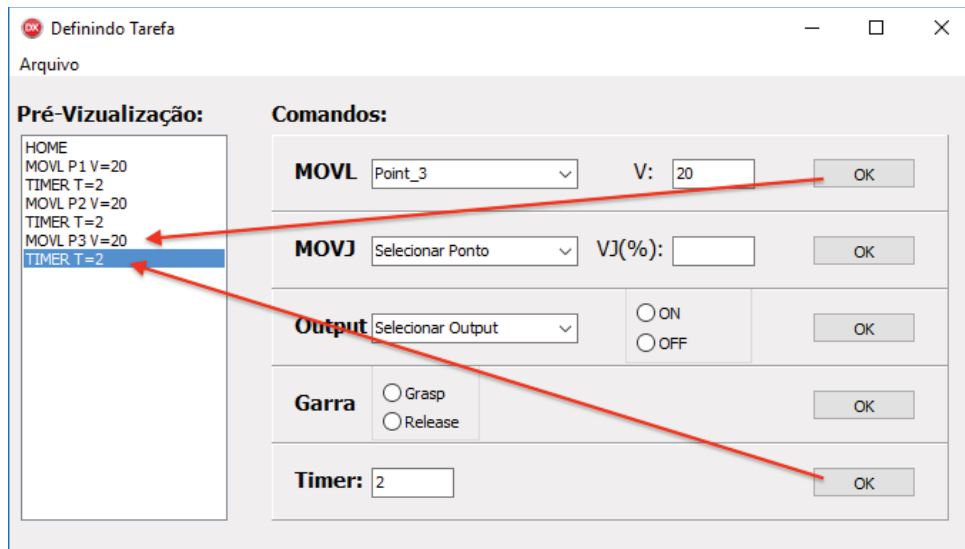 DX Definindo Tarefa
Arquivo
Pré-Vizualização:
HOME
MOVL P1 V=20
TIMER T=2
MOVL P2 V=20
TIMER T=2
MOVL P3 V=20
TIMER T=2
Comandos:
MOVL Point_3 V: 20 OK
MOVJ Selecionar Ponto VJ(%): OK
Output Selecionar Output ON OK
OFF
Garra Grasp OK
Release
Timer: 2 OK